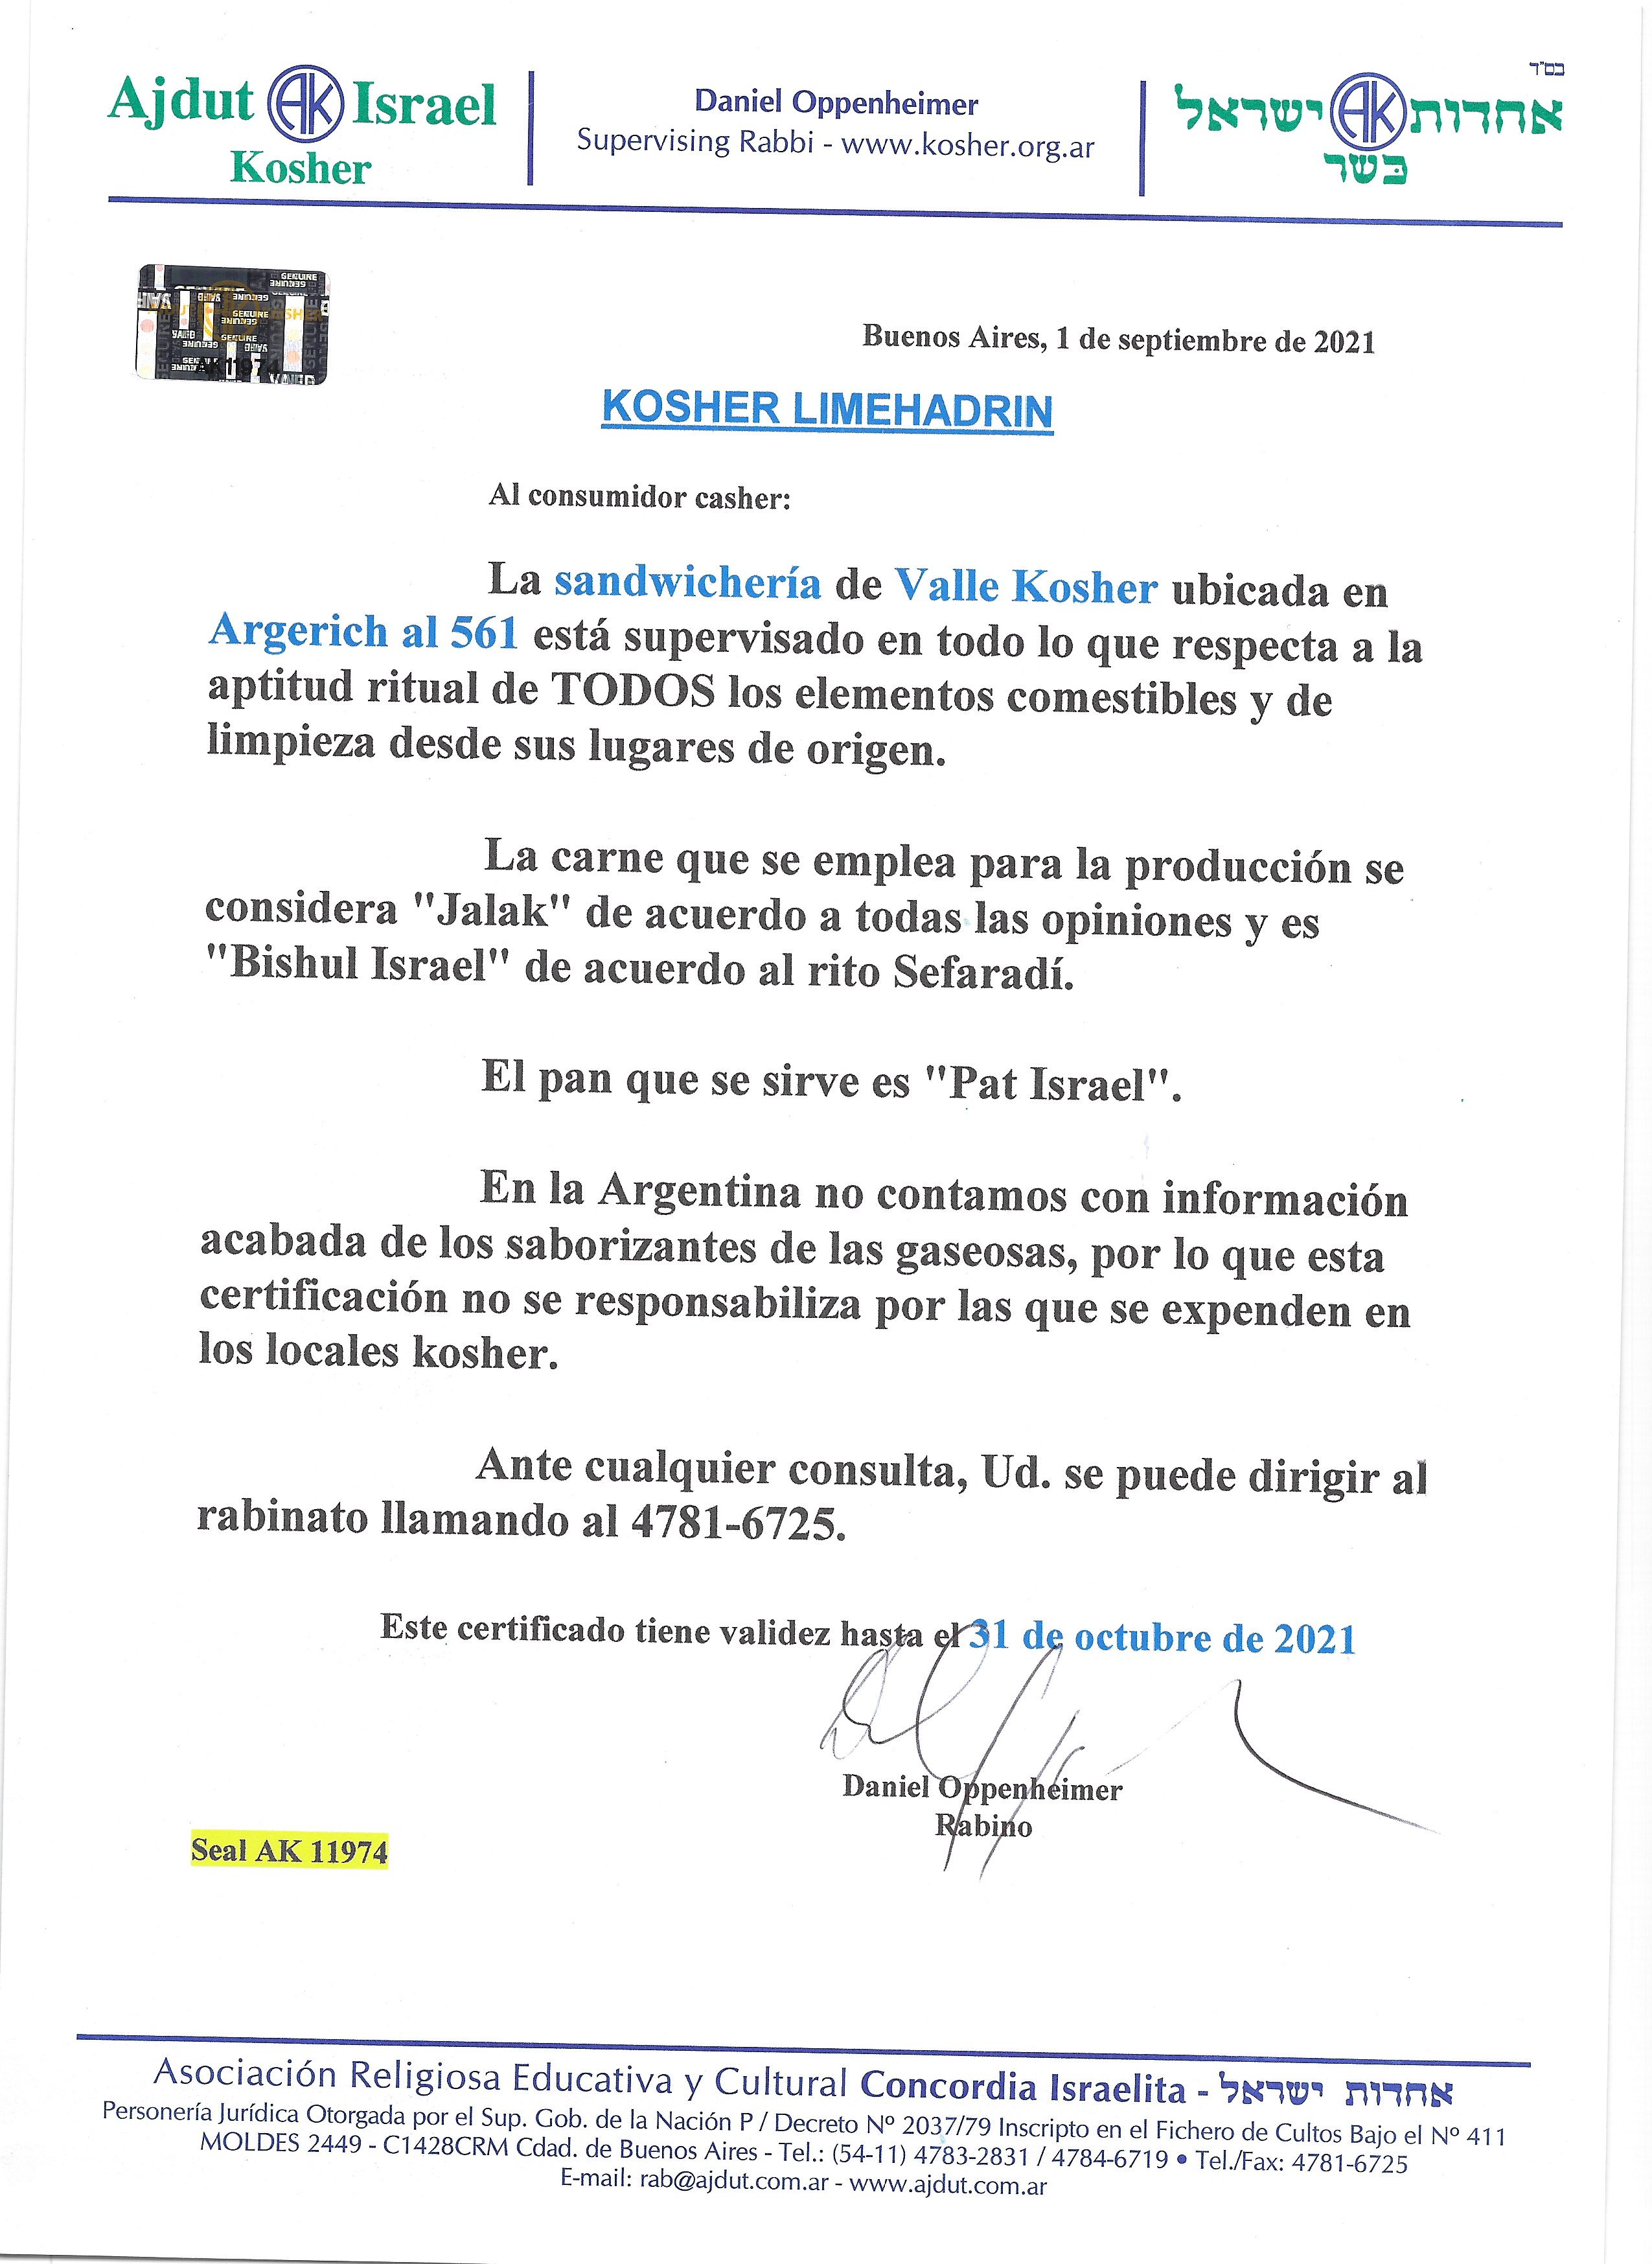 בס"ד
Ajdut AK Israel
Kosher
Daniel Oppenheimer
Supervising Rabbi - www.kosher.org.ar
אחדות AK ישראל
כשר
GENUINE
SECURE
AK11974
Buenos Aires, 1 de septiembre de 2021
KOSHER LIMEHADRIN
Al consumidor casher:
La sandwichería de Valle Kosher ubicada en
Argerich al 561 está supervisado en todo lo que respecta a la
aptitud ritual de TODOS los elementos comestibles y de
limpieza desde sus lugares de origen.
La carne que se emplea para la producción se
considera "Jalak" de acuerdo a todas las opiniones y es
"Bishul Israel" de acuerdo al rito Sefaradí.
El pan que se sirve es "Pat Israel".
En la Argentina no contamos con información
acabada de los saborizantes de las gaseosas, por lo que esta
certificación no se responsabiliza por las que se expenden en
los locales kosher.
Ante cualquier consulta, Ud. se puede dirigir al
rabinato llamando al 4781-6725.
Este certificado tiene validez hasta el 31 de octubre de 2021
Daniel Oppenheimer
Rabino
Seal AK 11974
Asociación Religiosa Educativa y Cultural Concordia Israelita - אחדות ישראל
Personería Jurídica Otorgada por el Sup. Gob. de la Nación P / Decreto Nº 2037/79 Inscripto en el Fichero de Cultos Bajo el Nº 411
MOLDES 2449 - C1428CRM Cdad. de Buenos Aires - Tel.: (54-11) 4783-2831 / 4784-6719 • Tel./Fax: 4781-6725
E-mail: rab@ajdut.com.ar - www.ajdut.com.ar